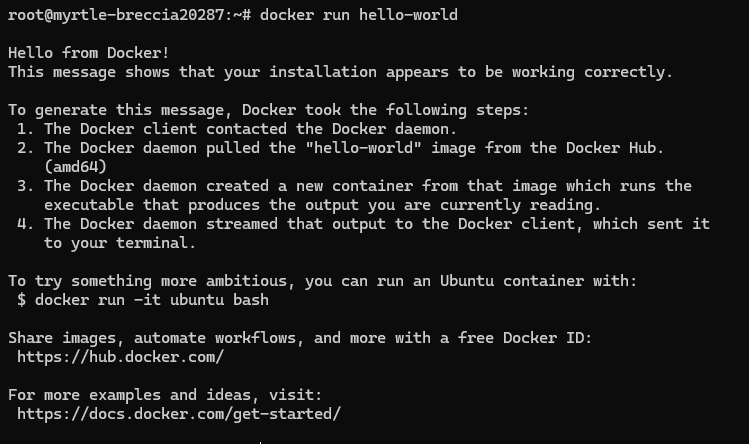 root@myrtle-breccia20287:~# docker run hello-world
Hello from Docker!
This message shows that your installation appears to be working correctly.
To generate this message, Docker took the following steps:
1. The Docker client contacted the Docker daemon.
2. The Docker daemon pulled the "hello-world" image from the Docker Hub.
(amd64)
3. The Docker daemon created a new container from that image which runs the
executable that produces the output you are currently reading.
4. The Docker daemon streamed that output to the Docker client, which sent it
to your terminal.
To try something more ambitious, you can run an Ubuntu container with:
$ docker run -it ubuntu bash
Share images, automate workflows, and more with a free Docker ID:
https://hub.docker.com/
For more examples and ideas, visit:
https://docs.docker.com/get-started/